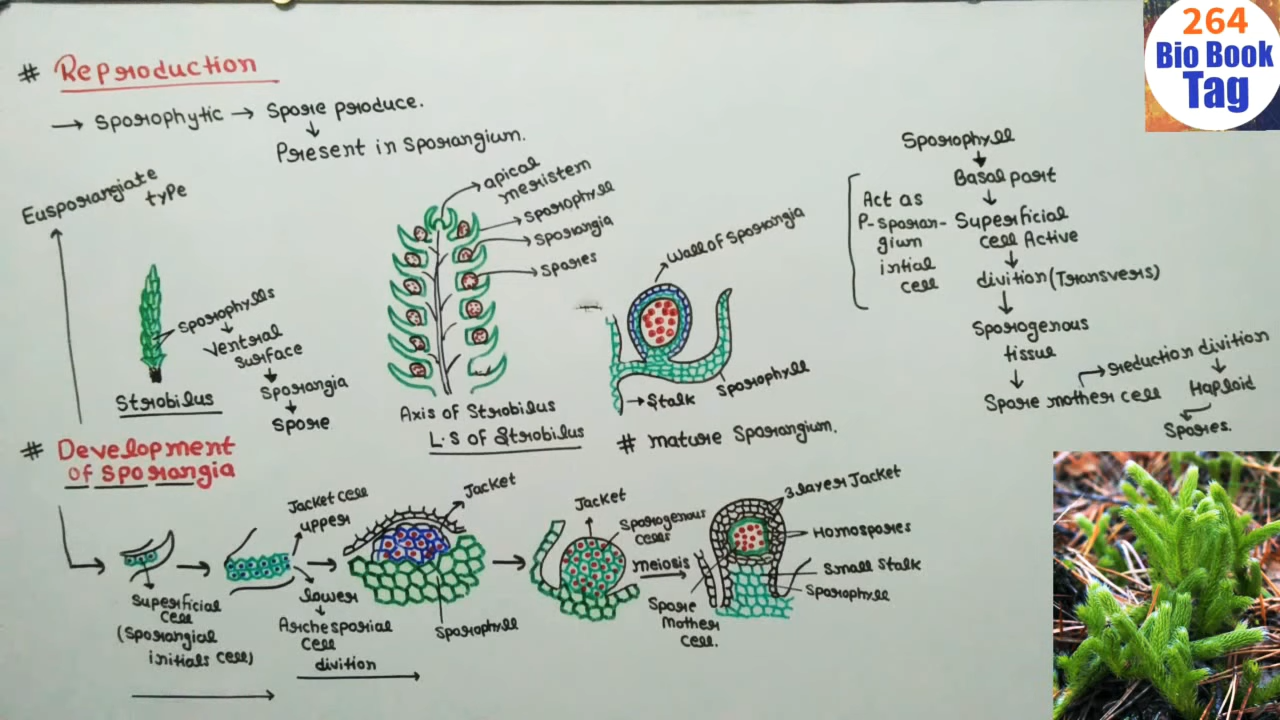 # Reproduction
→ Sporophytic → Spore produce.
↓
Present in Sporangium.
Eusporangiate
type
Sporophylls
↓
Ventral
surface
↓
Sporangia
↓
Spore
Strobilus
apical
meristem
Sporophyll
Sporangia
Spores
Axis of Strobilus
L.S of Strobilus
Wall of Sporangia
Sporophyll
→ Stalk
# mature Sporangium.
Sporophyll
↓
Basal part
↓
Superficial
cell Active
↓
divition (Transvers)
↓
Sporogenous
tissue
↓
Spore mother cell
reduction divition
↓
Haploid
Spores.
Act as
P-Sporan-
gium
intial
cell
# Development
of Sporangia
Superficial
cell
(Sporangial
initials cell)
Jacket cell
upper
lower
↓
Archesporial
cell
divition
Jacket
Sporophyll
Jacket
Sporogenous
cells
meiosis
Spore
Mother
Cell.
3 layer Jacket
Homospores
Small Stalk
Sporophyll
264
Bio Book
Tag